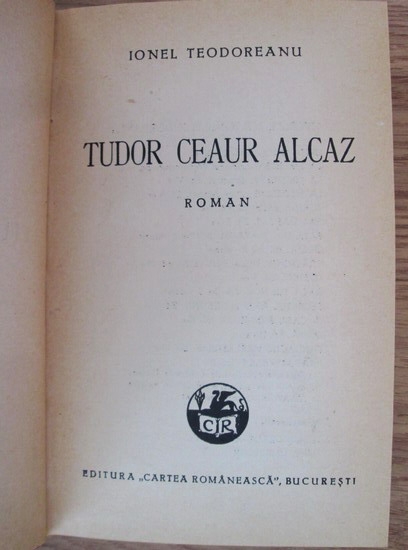 IONEL TEODOREANU
TUDOR CEAUR ALCAZ
ROMAN
CR
EDITURA „CARTEA ROMÂNEASCĂ”, BUCUREȘTI